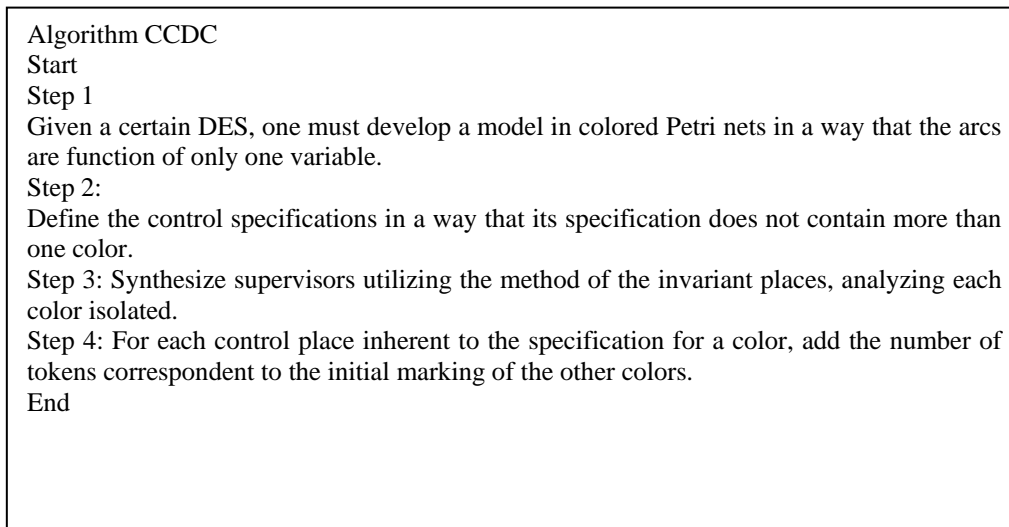 Algorithm CCDC
Start
Step 1
Given a certain DES, one must develop a model in colored Petri nets in a way that the arcs
are function of only one variable.
Step 2:
Define the control specifications in a way that its specification does not contain more than
one color.
Step 3: Synthesize supervisors utilizing the method of the invariant places, analyzing each
color isolated.
Step 4: For each control place inherent to the specification for a color, add the number of
tokens correspondent to the initial marking of the other colors.
End